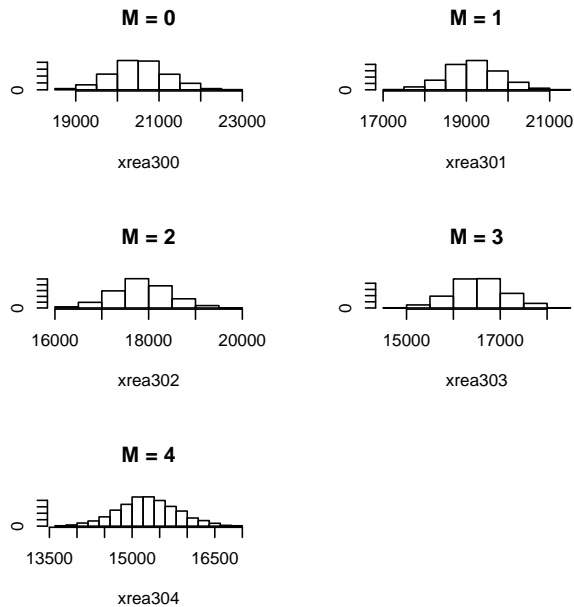 M = 0
0
19000 21000 23000
xrea300
M = 1
0
17000 19000 21000
xrea301
M = 2
0
16000 18000 20000
xrea302
M = 3
0
15000 17000
xrea303
M = 4
0
13500 15000 16500
xrea304